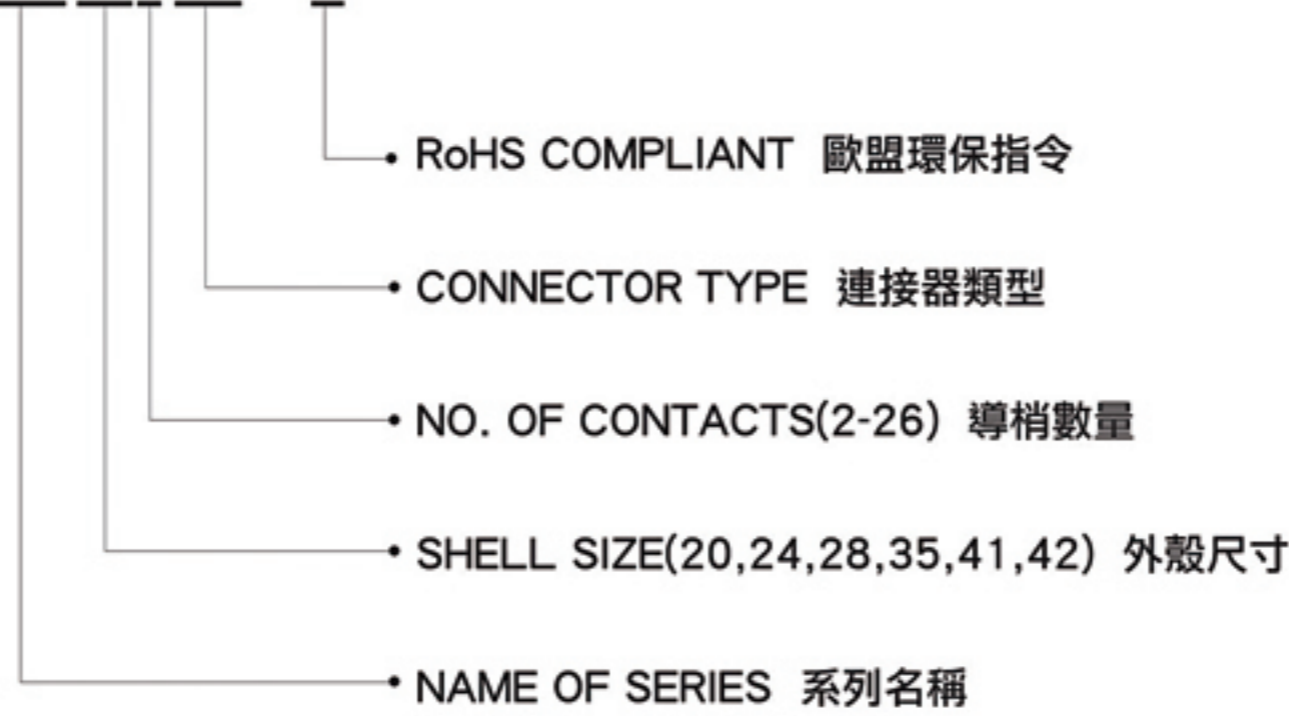 RoHS COMPLIANT 歐盟環保指令
CONNECTOR TYPE 連接器類型
NO. OF CONTACTS(2-26) 導梢數量
SHELL SIZE(20,24,28,35,41,42) 外殼尺寸
NAME OF SERIES 系列名稱